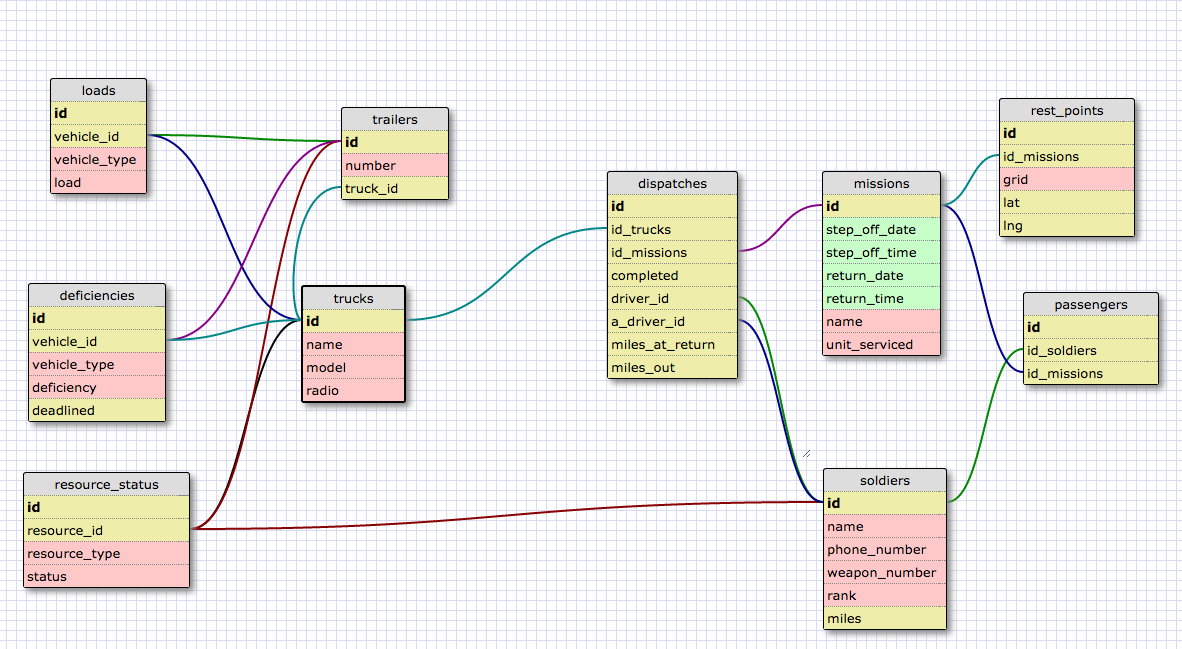 loads
id
vehicle_id
vehicle_type
load
trailers
id
number
truck_id
dispatches
id
id_trucks
id_missions
completed
driver_id
a_driver_id
miles_at_return
miles_out
missions
id
step_off_date
step_off_time
return_date
return_time
name
unit_serviced
rest_points
id
id_missions
grid
lat
lng
deficiencies
id
vehicle_id
vehicle_type
deficiency
deadlined
trucks
id
name
model
radio
passengers
id
id_soldiers
id_missions
resource_status
id
resource_id
resource_type
status
soldiers
id
name
phone_number
weapon_number
rank
miles